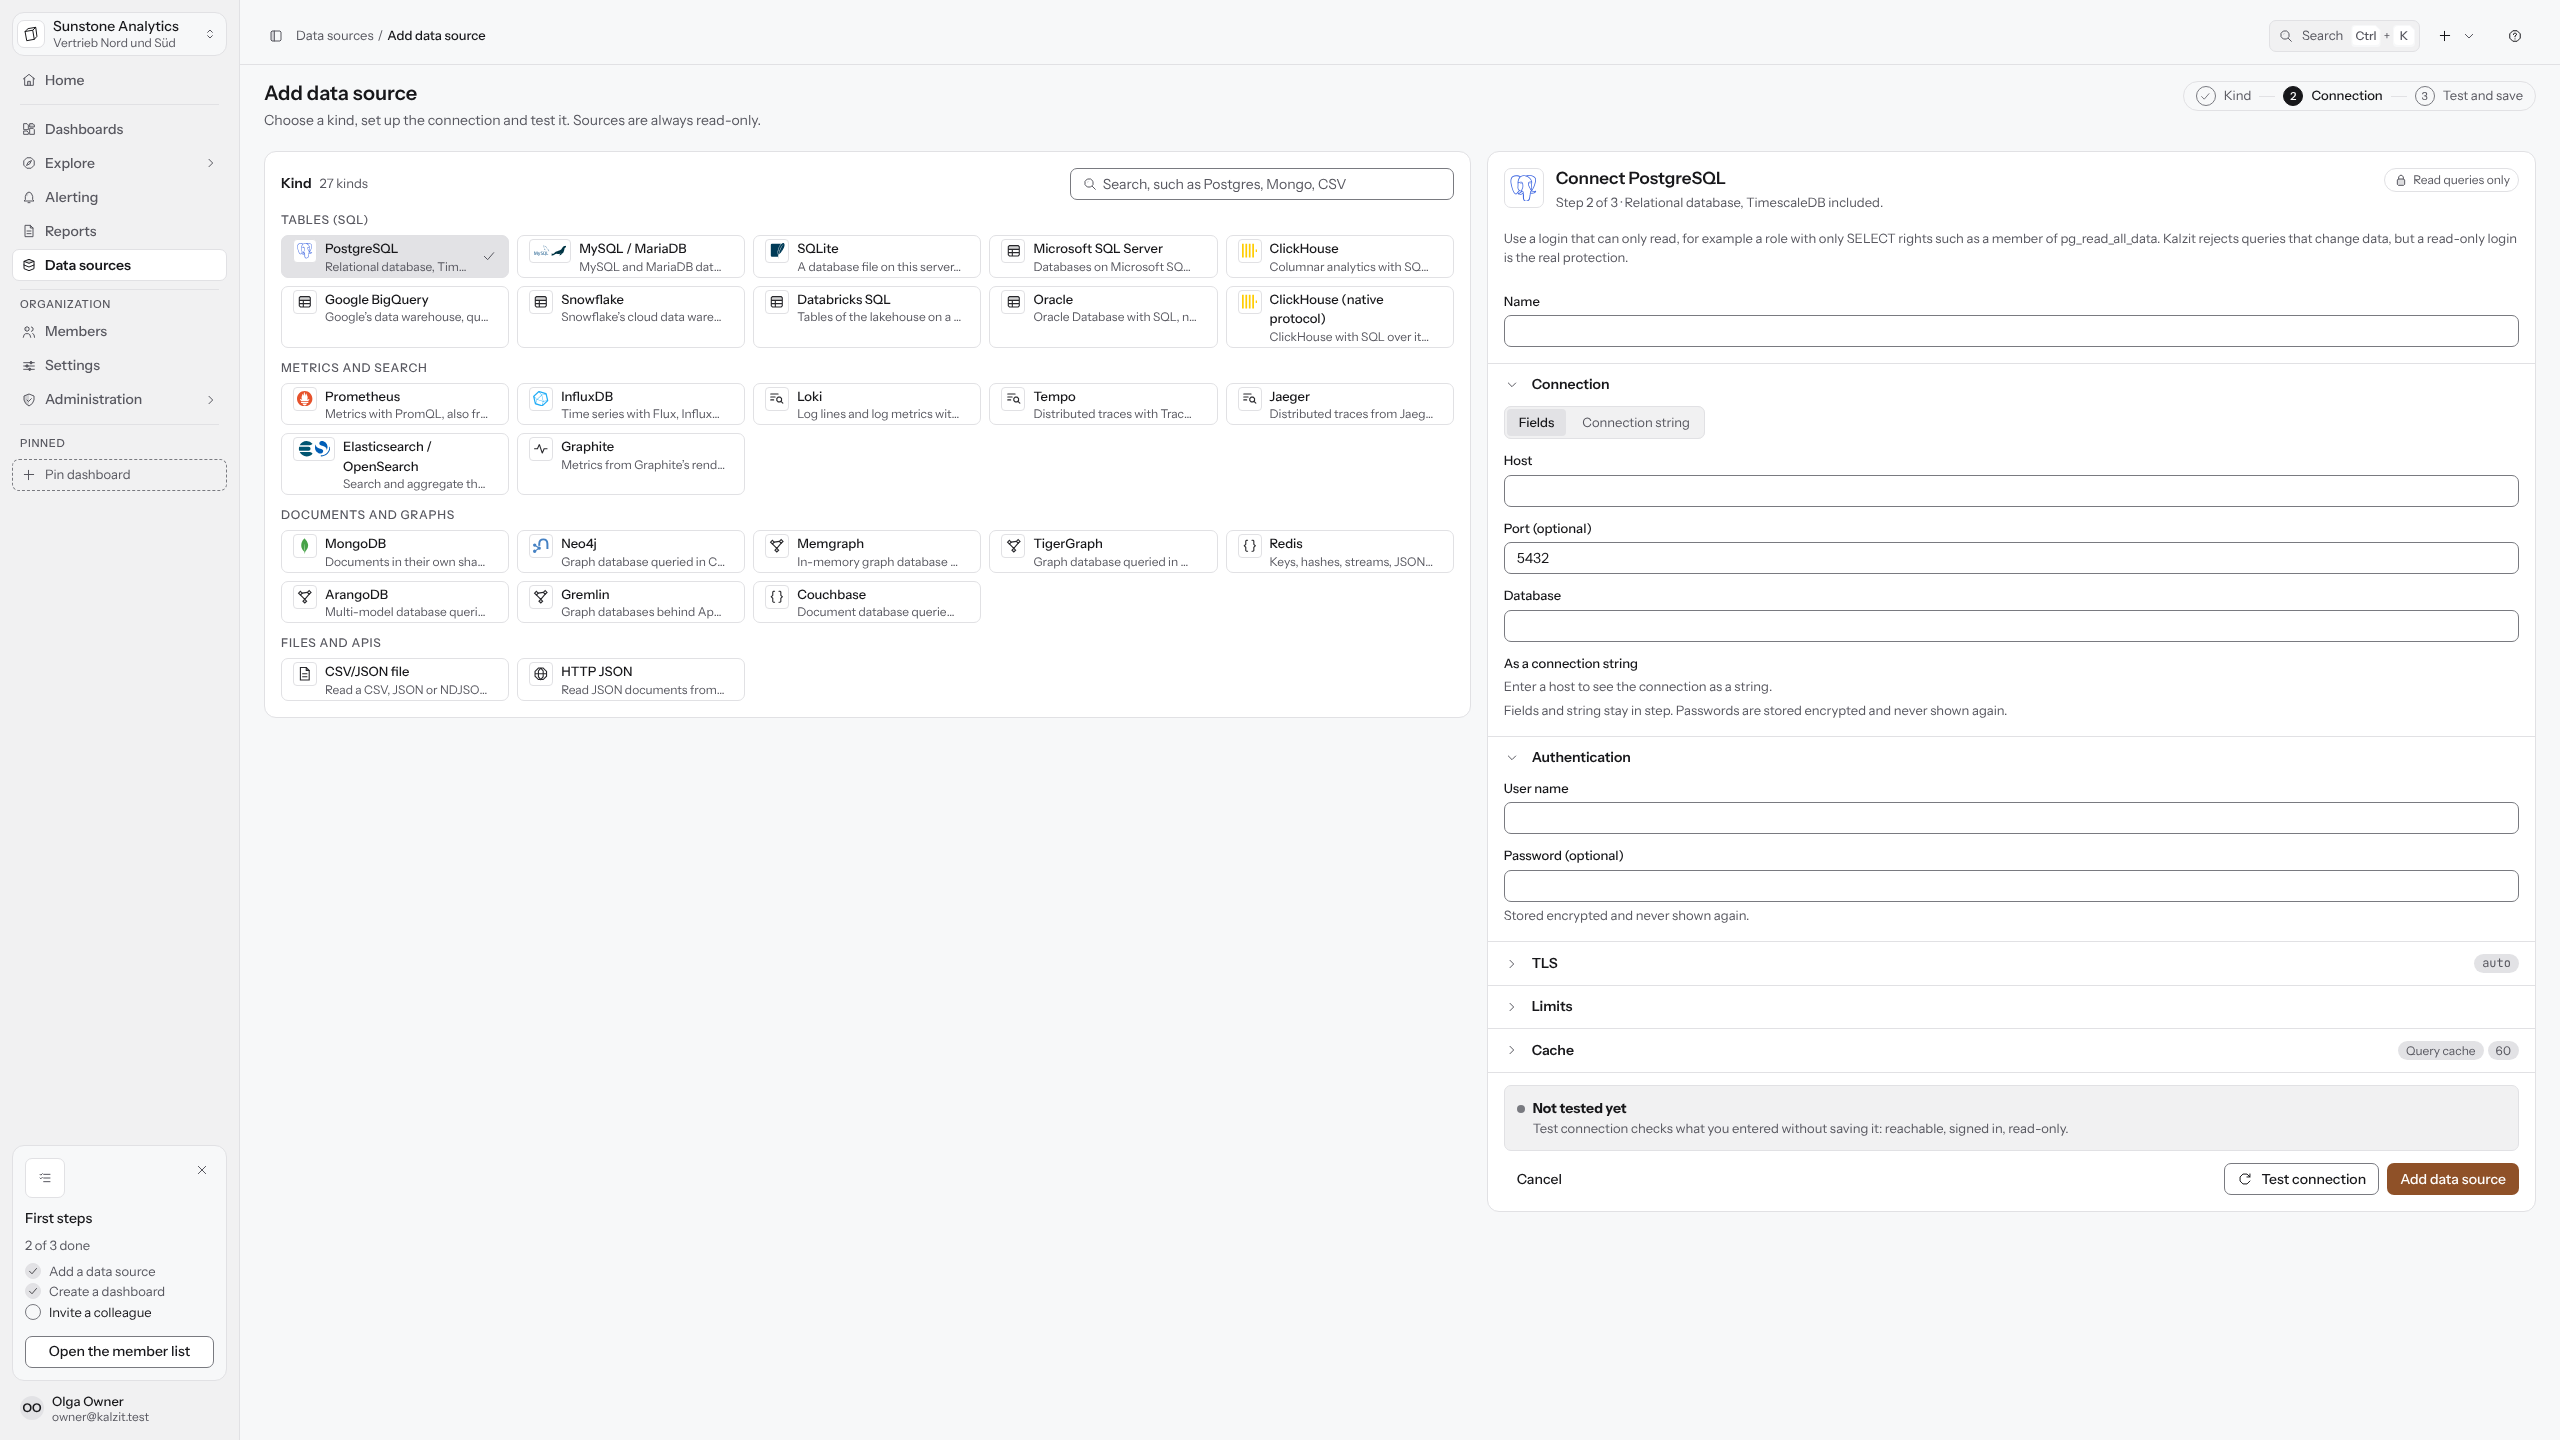 Sunstone Analytics
Vertrieb Nord und Süd
Home
Dashboards
Explore
Alerting
Reports
Data sources
ORGANIZATION
Members
Settings
Administration
PINNED
Pin dashboard
First steps
2 of 3 done
Add a data source
Create a dashboard
Invite a colleague
Open the member list
OO
Olga Owner
owner@kalzit.test
Data sources / Add data source
Search Ctrl + K
Add data source
Choose a kind, set up the connection and test it. Sources are always read-only.
Kind
2 Connection
3 Test and save
Kind 27 kinds
Search, such as Postgres, Mongo, CSV
TABLES (SQL)
PostgreSQL
Relational database, Tim...
MySQL / MariaDB
MySQL and MariaDB dat...
SQLite
A database file on this server...
Microsoft SQL Server
Databases on Microsoft SQ...
ClickHouse
Columnar analytics with SQ...
Google BigQuery
Google's data warehouse, qu...
Snowflake
Snowflake's cloud data ware...
Databricks SQL
Tables of the lakehouse on a ...
Oracle
Oracle Database with SQL, n...
ClickHouse (native
protocol)
ClickHouse with SQL over it...
METRICS AND SEARCH
Prometheus
Metrics with PromQL, also fr...
InfluxDB
Time series with Flux, Influx...
Loki
Log lines and log metrics wit...
Tempo
Distributed traces with Trac...
Jaeger
Distributed traces from Jaeg...
Elasticsearch /
OpenSearch
Search and aggregate th...
Graphite
Metrics from Graphite's rend...
DOCUMENTS AND GRAPHS
MongoDB
Documents in their own sha...
Neo4j
Graph database queried in C...
Memgraph
In-memory graph database ...
TigerGraph
Graph database queried in ...
Redis
Keys, hashes, streams, JSON...
ArangoDB
Multi-model database queri...
Gremlin
Graph databases behind Ap...
Couchbase
Document database querie...
FILES AND APIS
CSV/JSON file
Read a CSV, JSON or NDJSO...
HTTP JSON
Read JSON documents from...
Connect PostgreSQL
Step 2 of 3 · Relational database, TimescaleDB included.
Read queries only
Use a login that can only read, for example a role with only SELECT rights such as a member of pg_read_all_data. Kalzit rejects queries that change data, but a read-only login
is the real protection.
Name
Connection
Fields
Connection string
Host
Port (optional)
5432
Database
As a connection string
Enter a host to see the connection as a string.
Fields and string stay in step. Passwords are stored encrypted and never shown again.
Authentication
User name
Password (optional)
Stored encrypted and never shown again.
TLS
auto
Limits
Cache
Query cache 60
Not tested yet
Test connection checks what you entered without saving it: reachable, signed in, read-only.
Cancel
Test connection
Add data source